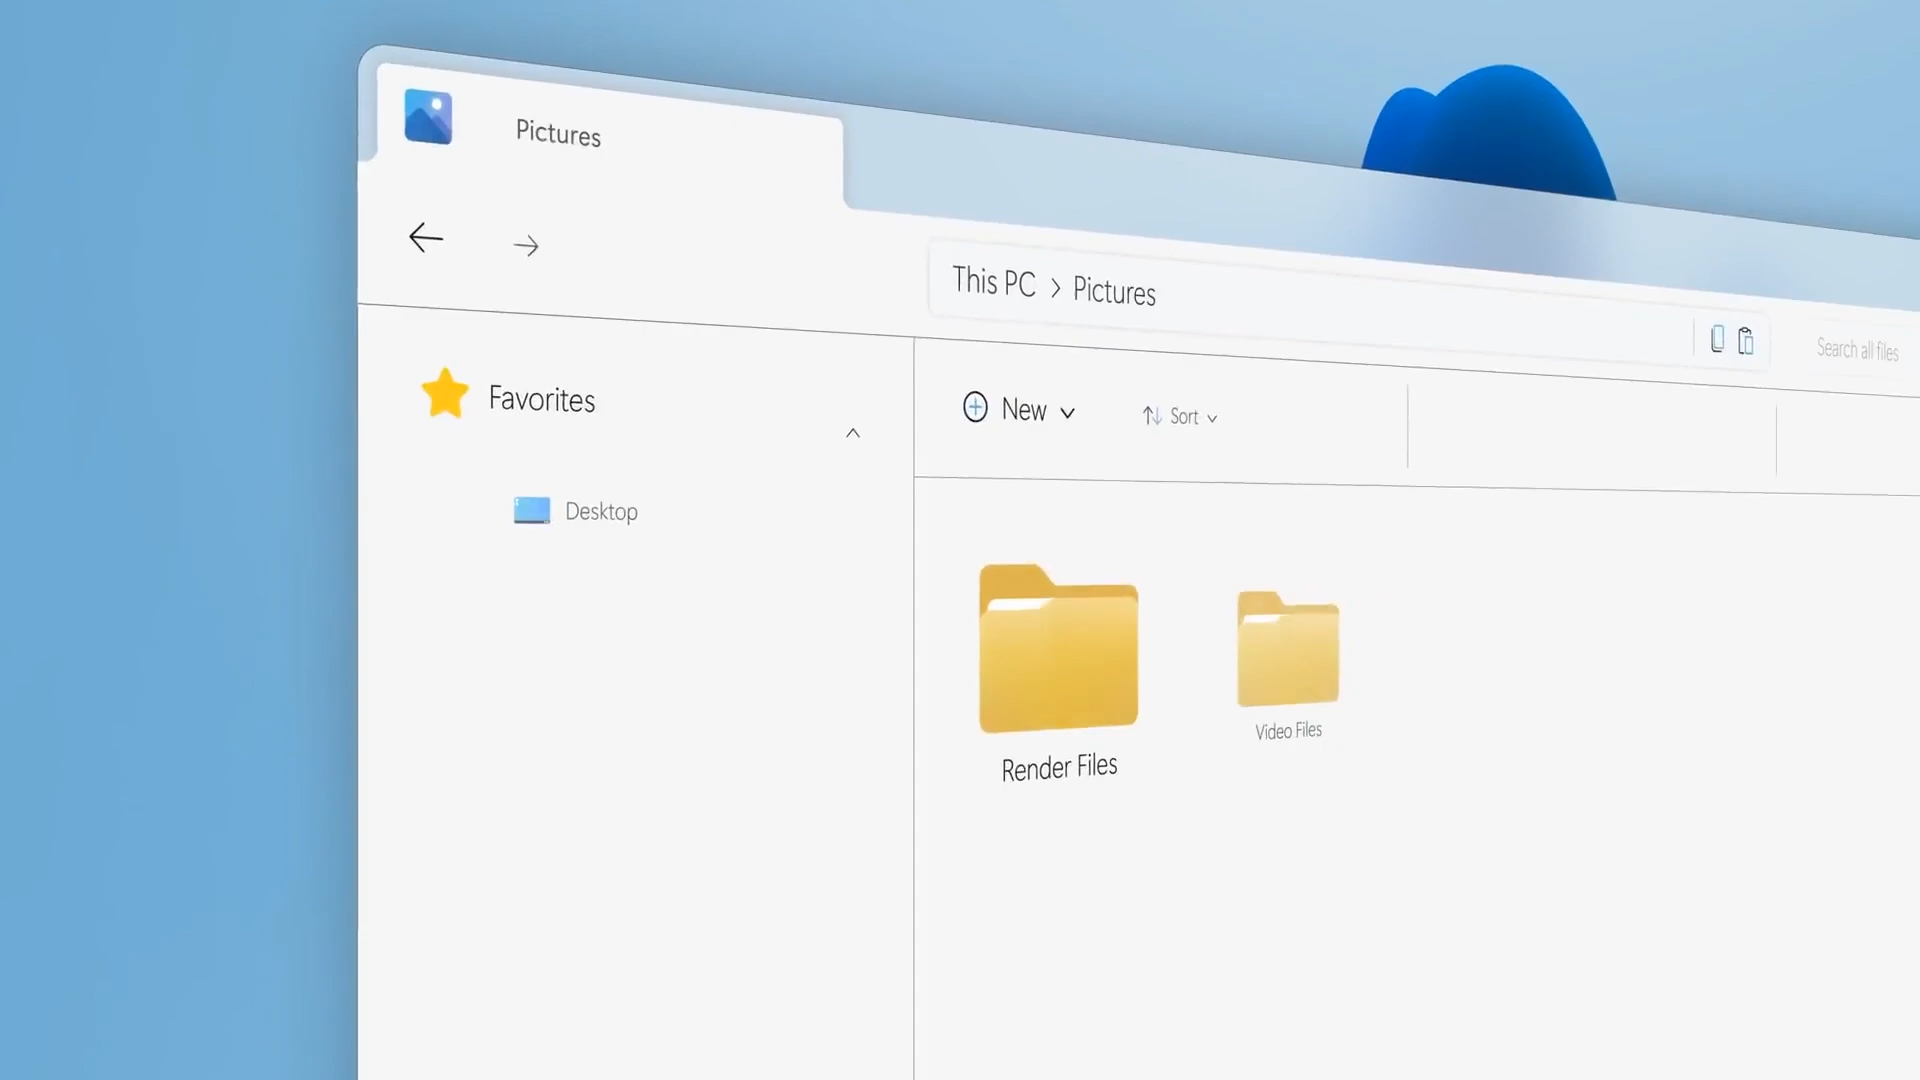 Pictures
This PC > Pictures
Search all files
Favorites
New
Sort
Desktop
Render Files
Video Files